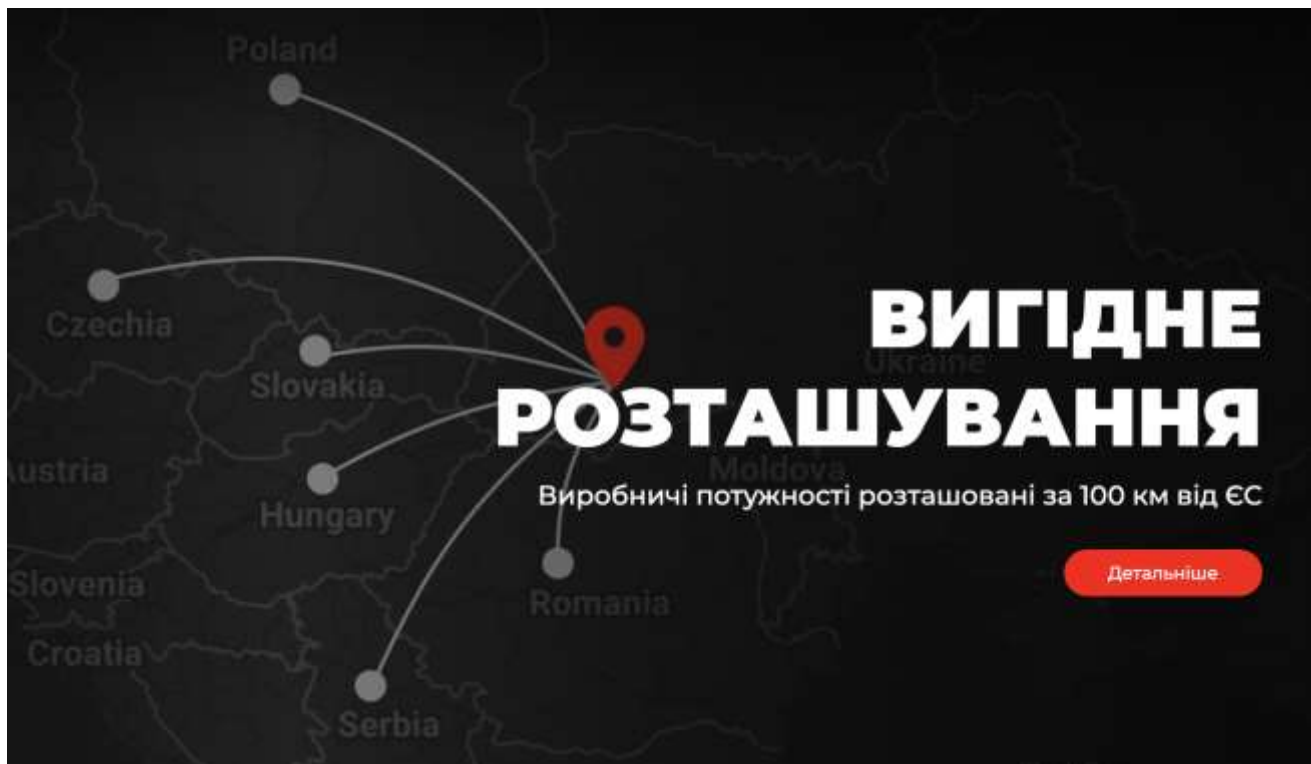 Poland
Czechia
ВИГІДНЕ
Ukraine
Slovakia
РОЗТАШУВАННЯ
Austria
Moldova
Виробничі потужності розташовані за 100 км від ЄС
Hungary
Детальніше
Slovenia
Romania
Croatia
Serbia